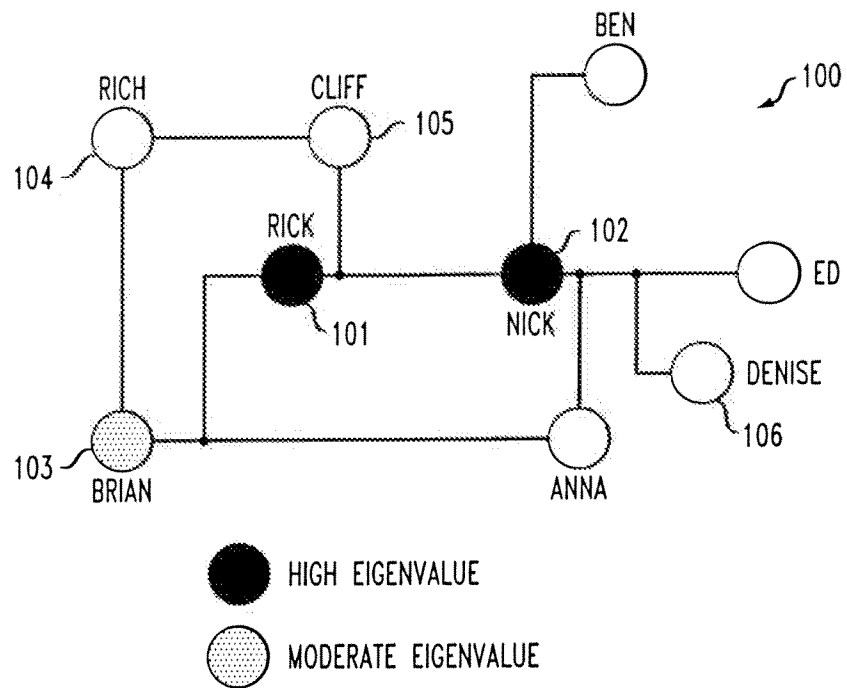 BEN
100
RICH
CLIFF
105
104
RICK
102
ED
101
NICK
DENISE
106
103
BRIAN
ANNA
HIGH EIGENVALUE
MODERATE EIGENVALUE